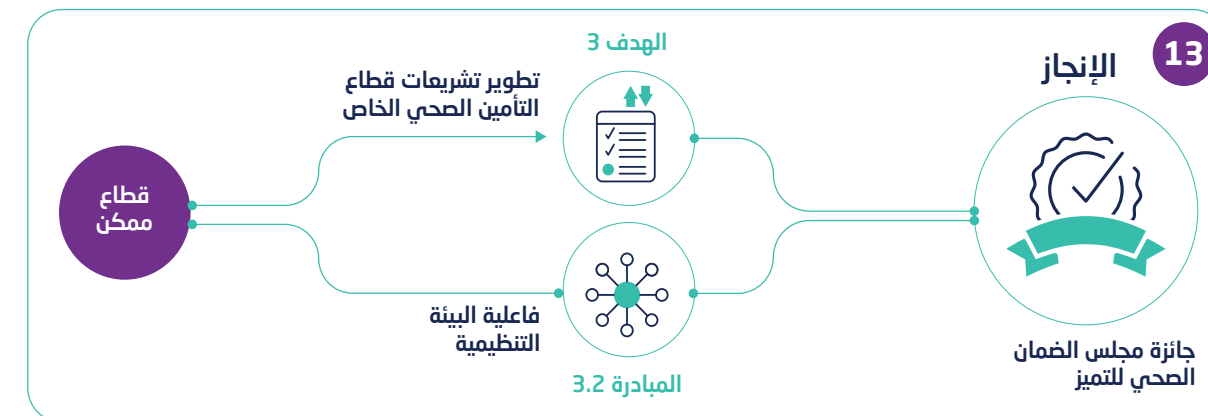 13
الإنجاز
جائزة مجلس الضمان
الصحي للتميز
الهدف 3
تطوير تشريعات قطاع
التأمين الصحي الخاص
فاعلية البيئة
التنظيمية
المبادرة 3.2
قطاع
ممكن